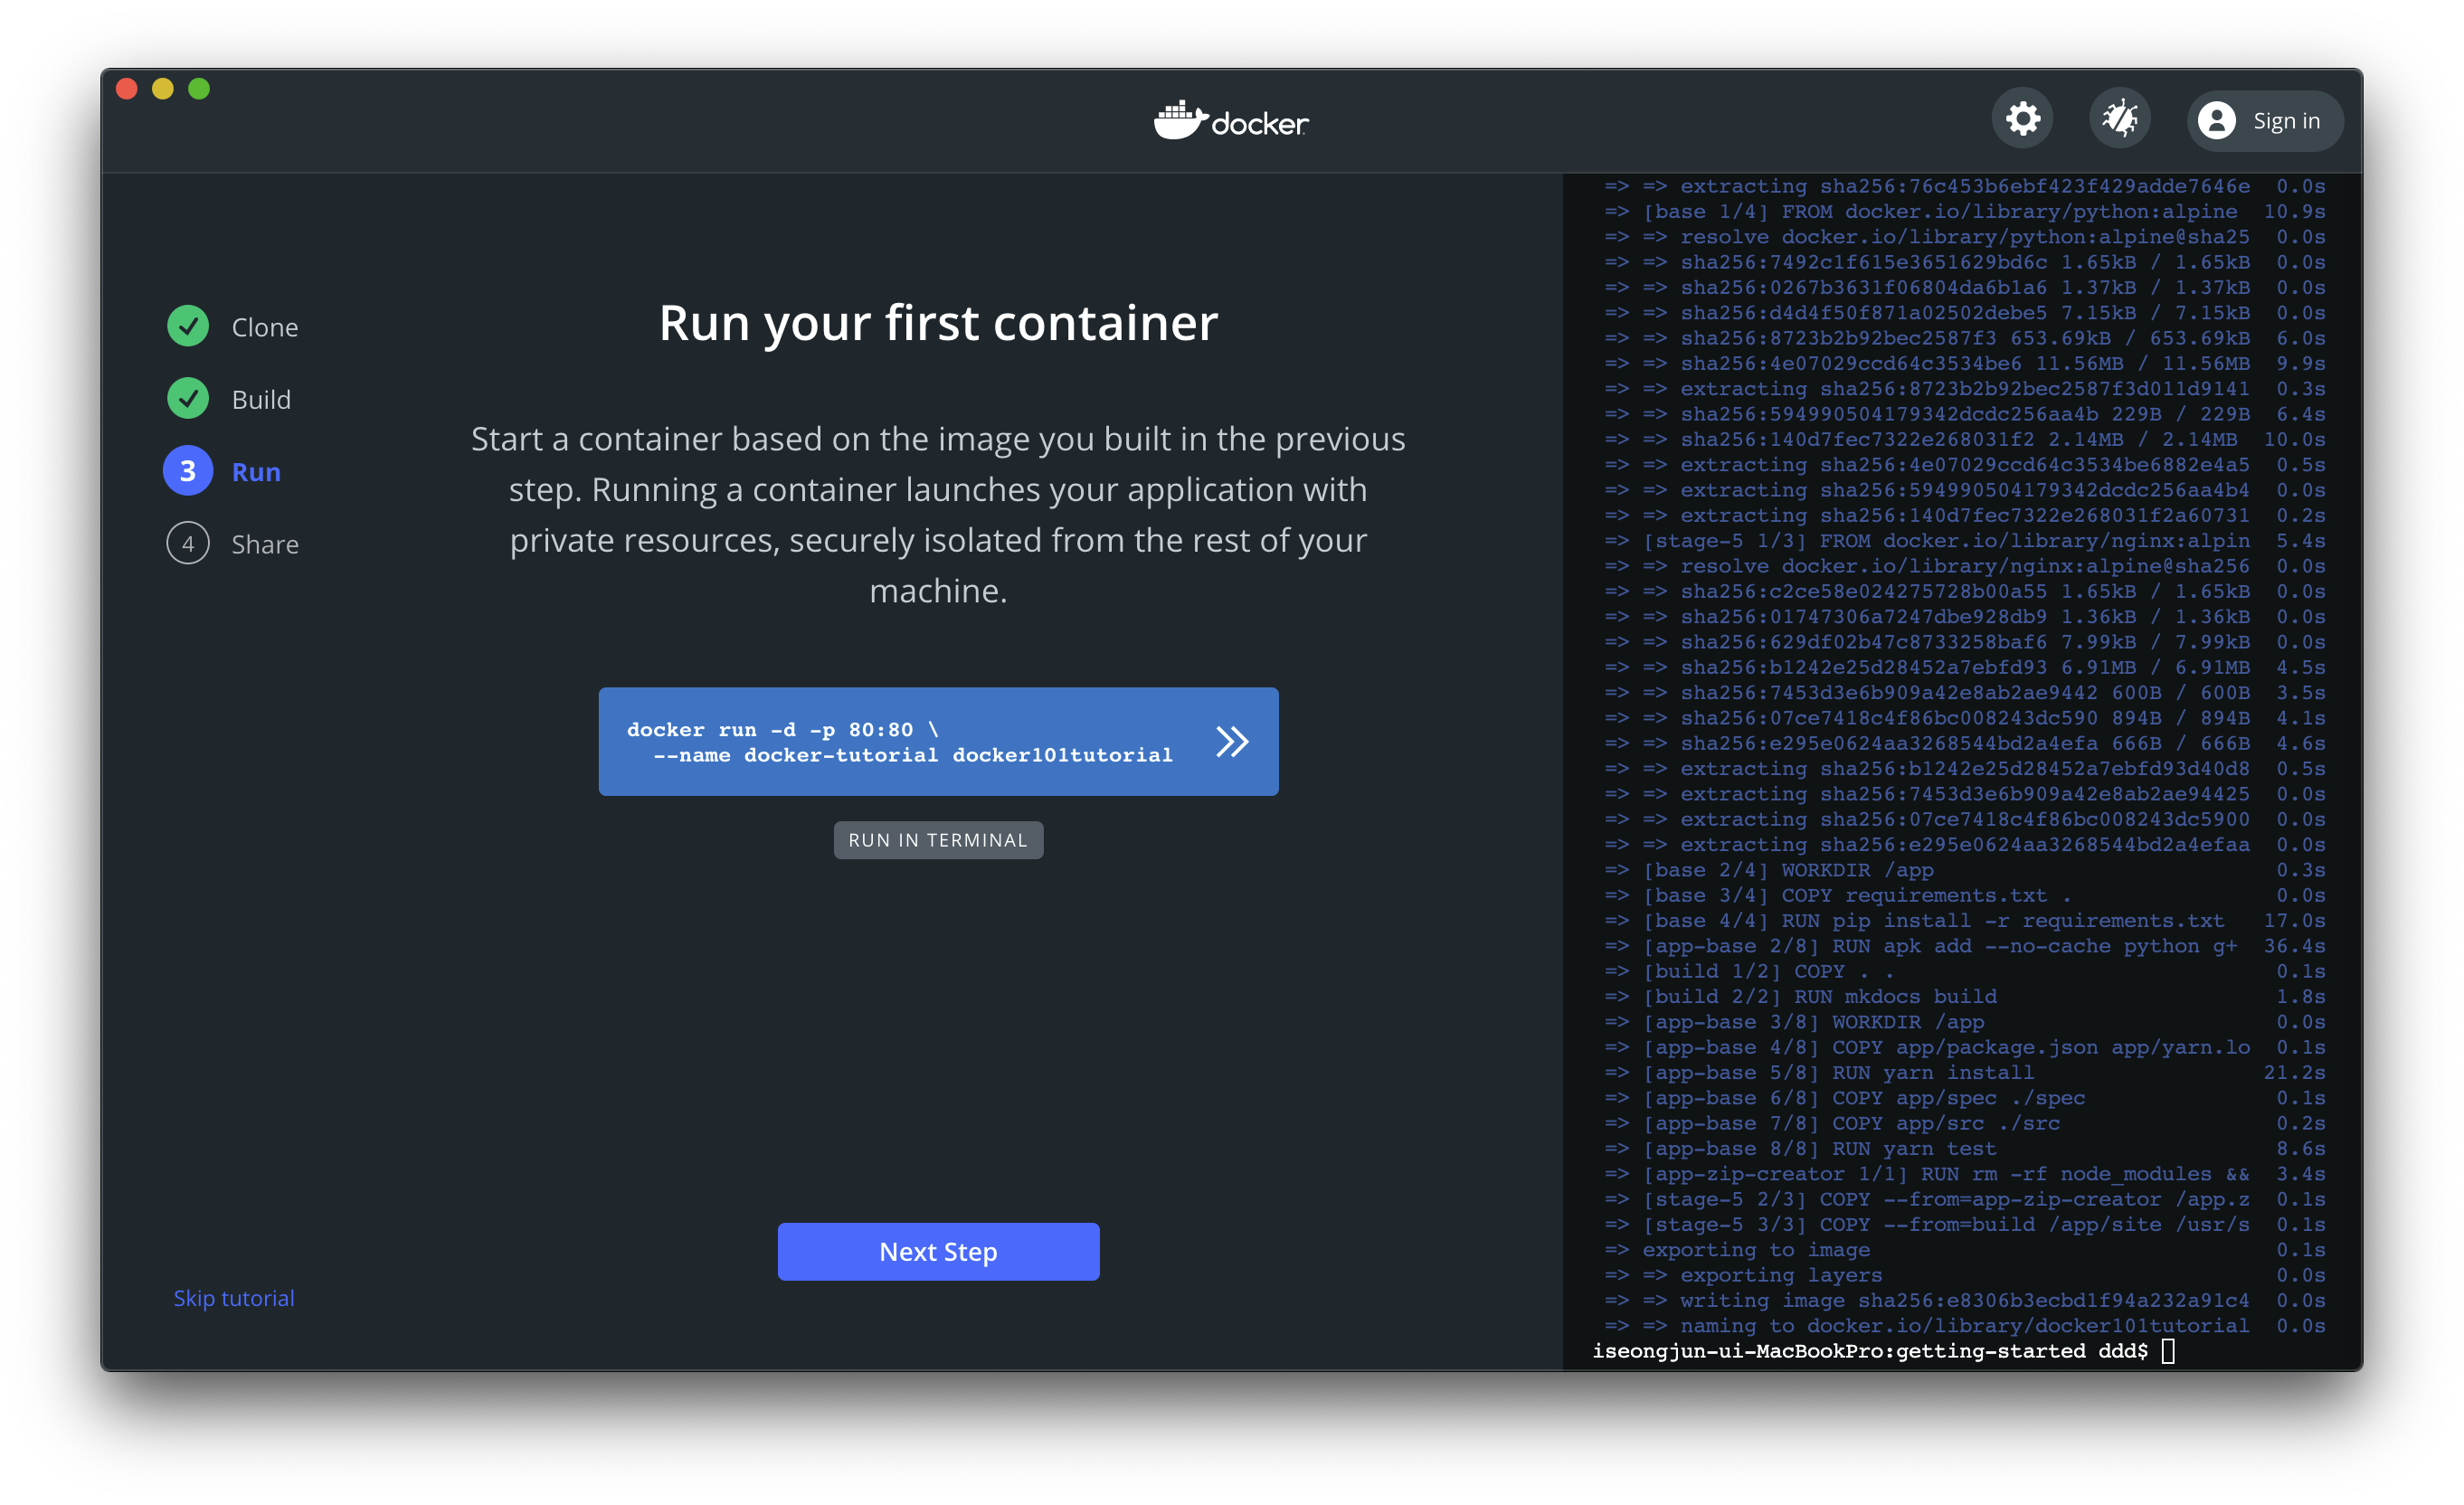 docker
Sign in
Clone
Build
3 Run
4 Share
Run your first container
Start a container based on the image you built in the previous
step. Running a container launches your application with
private resources, securely isolated from the rest of your
machine.
docker run -d -p 80:80 \
--name docker-tutorial docker101tutorial
RUN IN TERMINAL
Next Step
Skip tutorial
=> => extracting sha256:76c453b6ebf423f429adde7646e 0.0s
=> [base 1/4] FROM docker.io/library/python:alpine 10.9s
=> => resolve docker.io/library/python:alpine@sha25 0.0s
=> => sha256:7492c1f615e3651629bd6c 1.65kB / 1.65kB 0.0s
=> => sha256:0267b3631f06804da6b1a6 1.37kB / 1.37kB 0.0s
=> => sha256:d4d4f50f871a02502debe5 7.15kB / 7.15kB 0.0s
=> => sha256:8723b2b92bec2587f3 653.69kB / 653.69kB 6.0s
=> => sha256:4e07029ccd64c3534be6 11.56MB / 11.56MB 9.9s
=> => extracting sha256:8723b2b92bec2587f3d011d9141 0.3s
=> => sha256:594990504179342dcdc256aa4b 229B / 229B 6.4s
=> => sha256:140d7fec7322e268031f2 2.14MB / 2.14MB 10.0s
=> => extracting sha256:4e07029ccd64c3534be6882e4a5 0.5s
=> => extracting sha256:594990504179342dcdc256aa4b4 0.0s
=> => extracting sha256:140d7fec7322e268031f2a60731 0.2s
=> [stage-5 1/3] FROM docker.io/library/nginx:alpin 5.4s
=> => resolve docker.io/library/nginx:alpine@sha256 0.0s
=> => sha256:c2ce58e024275728b00a55 1.65kB / 1.65kB 0.0s
=> => sha256:01747306a7247dbe928db9 1.36kB / 1.36kB 0.0s
=> => sha256:629df02b47c8733258baf6 7.99kB / 7.99kB 0.0s
=> => sha256:b1242e25d28452a7ebfd93 6.91MB / 6.91MB 4.5s
=> => sha256:7453d3e6b909a42e8ab2ae9442 600B / 600B 3.5s
=> => sha256:07ce7418c4f86bc008243dc590 894B / 894B 4.1s
=> => sha256:e295e0624aa3268544bd2a4efa 666B / 666B 4.6s
=> => extracting sha256:b1242e25d28452a7ebfd93d40d8 0.5s
=> => extracting sha256:7453d3e6b909a42e8ab2ae94425 0.0s
=> => extracting sha256:07ce7418c4f86bc008243dc5900 0.0s
=> => extracting sha256:e295e0624aa3268544bd2a4efaa 0.0s
=> [base 2/4] WORKDIR /app 0.3s
=> [base 3/4] COPY requirements.txt . 0.0s
=> [base 4/4] RUN pip install -r requirements.txt 17.0s
=> [app-base 2/8] RUN apk add --no-cache python g+ 36.4s
=> [build 1/2] COPY . . 0.1s
=> [build 2/2] RUN mkdocs build 1.8s
=> [app-base 3/8] WORKDIR /app 0.0s
=> [app-base 4/8] COPY app/package.json app/yarn.lo 0.1s
=> [app-base 5/8] RUN yarn install 21.2s
=> [app-base 6/8] COPY app/spec ./spec 0.1s
=> [app-base 7/8] COPY app/src ./src 0.2s
=> [app-base 8/8] RUN yarn test 8.6s
=> [app-zip-creator 1/1] RUN rm -rf node_modules && 3.4s
=> [stage-5 2/3] COPY --from=app-zip-creator /app.z 0.1s
=> [stage-5 3/3] COPY --from=build /app/site /usr/s 0.1s
=> exporting to image 0.1s
=> => exporting layers 0.0s
=> => writing image sha256:e8306b3ecbd1f94a232a91c4 0.0s
=> => naming to docker.io/library/docker101tutorial 0.0s
iseongjun-ui-MacBookPro:getting-started ddd$